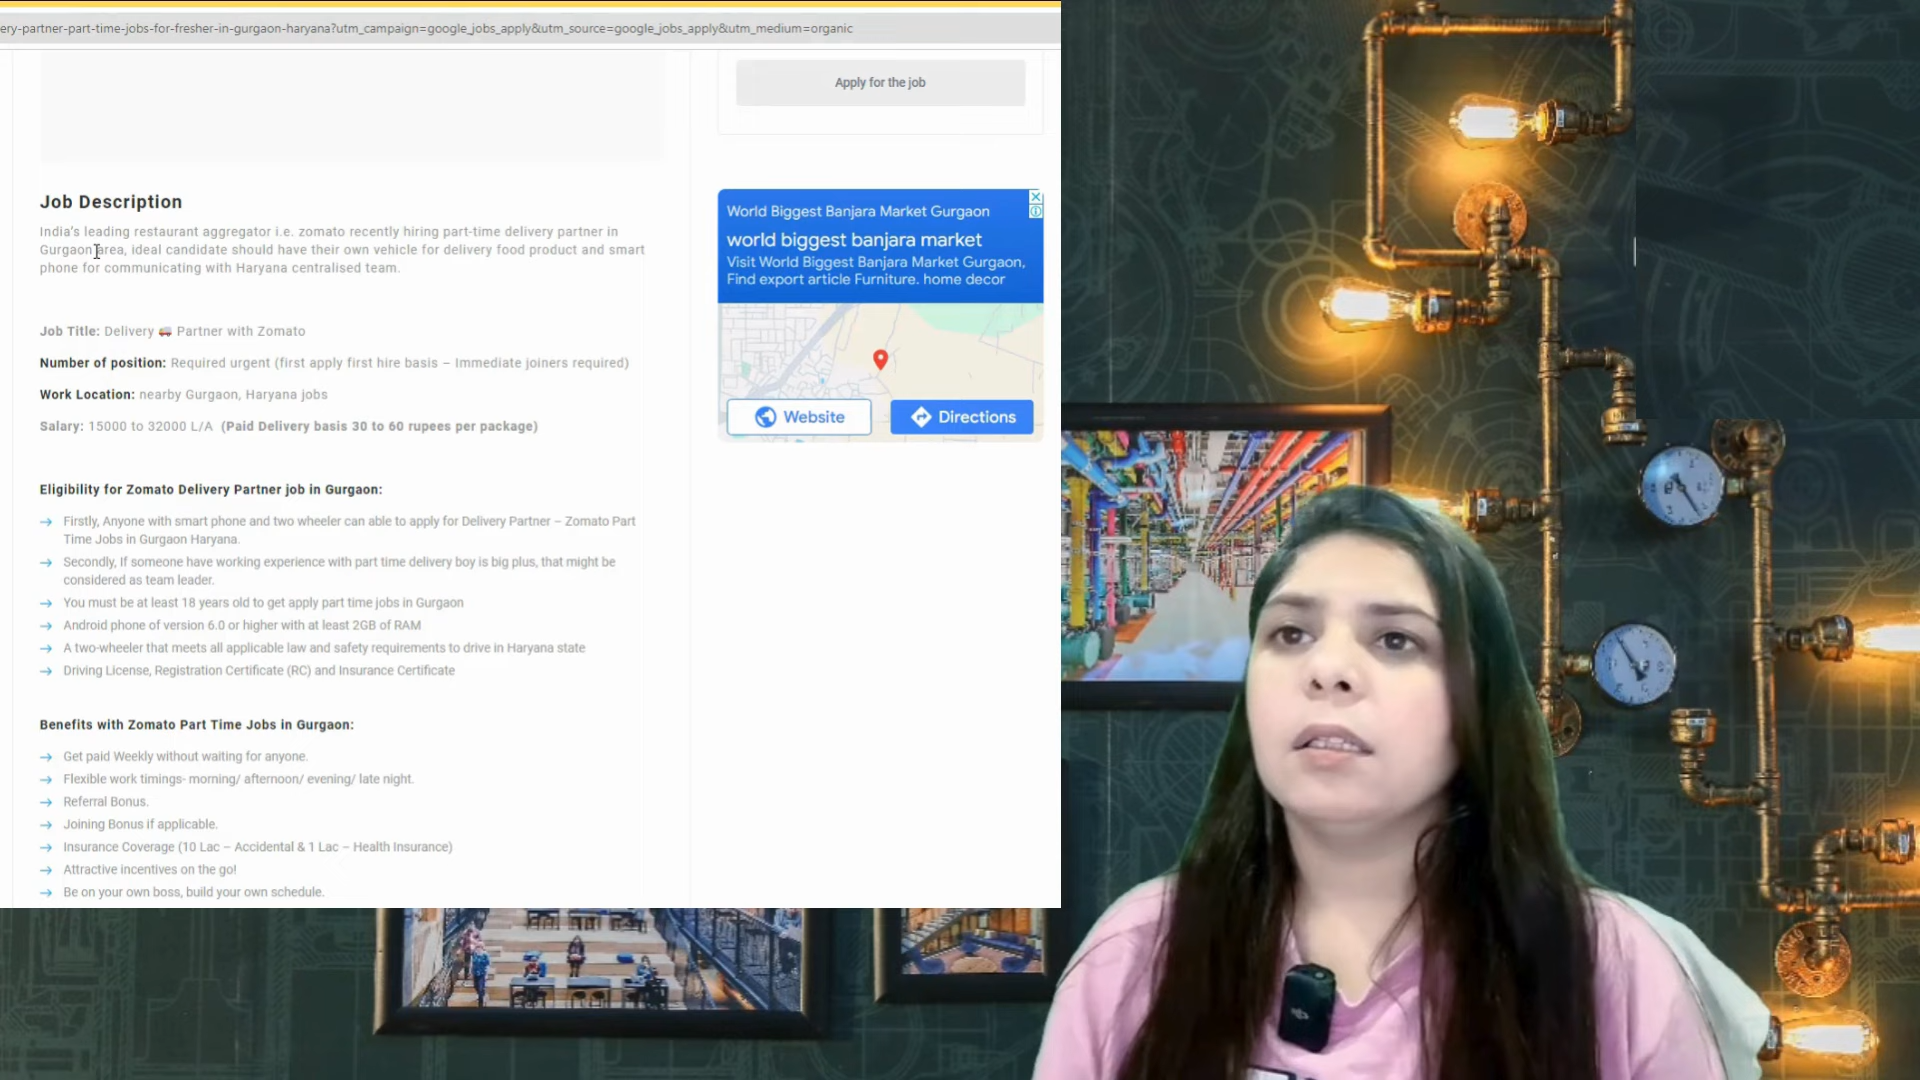 ery-partner-part-time-jobs-for-fresher-in-gurgaon-haryana?utm_campaign=google_jobs_apply&utm_source=google_jobs_apply&utm_medium=organic
Apply for the job
Job Description
India's leading restaurant aggregator i.e. zomato recently hiring part-time delivery partner in
Gurgaon area, ideal candidate should have their own vehicle for delivery food product and smart
phone for communicating with Haryana centralised team.
Job Title: Delivery 🚚 Partner with Zomato
Number of position: Required urgent (first apply first hire basis – Immediate joiners required)
Work Location: nearby Gurgaon, Haryana jobs
Salary: 15000 to 32000 L/A (Paid Delivery basis 30 to 60 rupees per package)
Eligibility for Zomato Delivery Partner job in Gurgaon:
→ Firstly, Anyone with smart phone and two wheeler can able to apply for Delivery Partner – Zomato Part
Time Jobs in Gurgaon Haryana.
→ Secondly, If someone have working experience with part time delivery boy is big plus, that might be
considered as team leader.
→ You must be at least 18 years old to get apply part time jobs in Gurgaon
→ Android phone of version 6.0 or higher with at least 2GB of RAM
→ A two-wheeler that meets all applicable law and safety requirements to drive in Haryana state
→ Driving License, Registration Certificate (RC) and Insurance Certificate
Benefits with Zomato Part Time Jobs in Gurgaon:
→ Get paid Weekly without waiting for anyone.
→ Flexible work timings- morning/ afternoon/ evening/ late night.
→ Referral Bonus.
→ Joining Bonus if applicable.
→ Insurance Coverage (10 Lac – Accidental & 1 Lac – Health Insurance)
→ Attractive incentives on the go!
→ Be on your own boss, build your own schedule.
World Biggest Banjara Market Gurgaon
world biggest banjara market
Visit World Biggest Banjara Market Gurgaon,
Find export article Furniture. home decor
Website
Directions